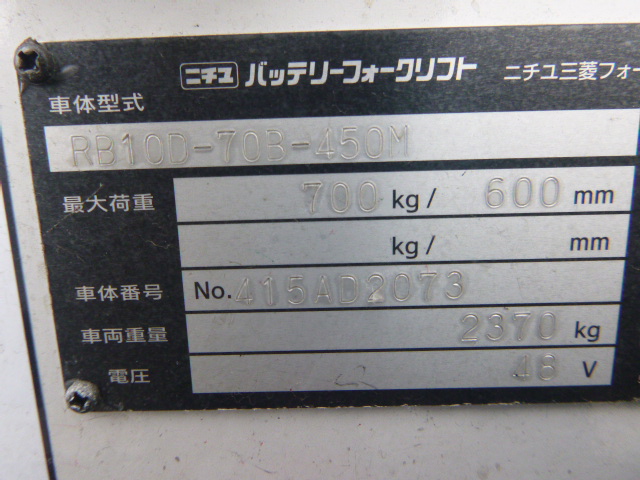 ニチユ バッテリーフォークリフト ニチユ三菱フォー
車体型式
RB10D-70B-450M
最大荷重 700 kg/ 600 mm
kg/ mm
車体番号 No. 415AD2073
車両重量 2370 kg
電圧 48 V